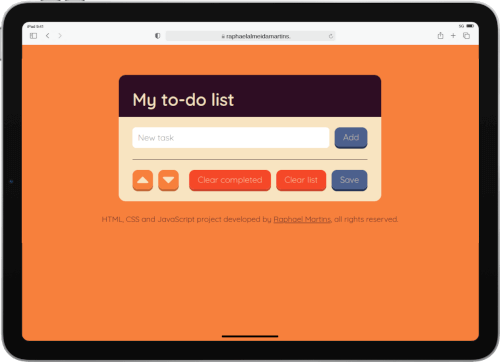 iPad 9:41
5G
raphaelalmeidamartins.
My to-do list
New task
Add
Clear completed
Clear list
Save
HTML, CSS and JavaScript project developed by Raphael Martins, all rights reserved.